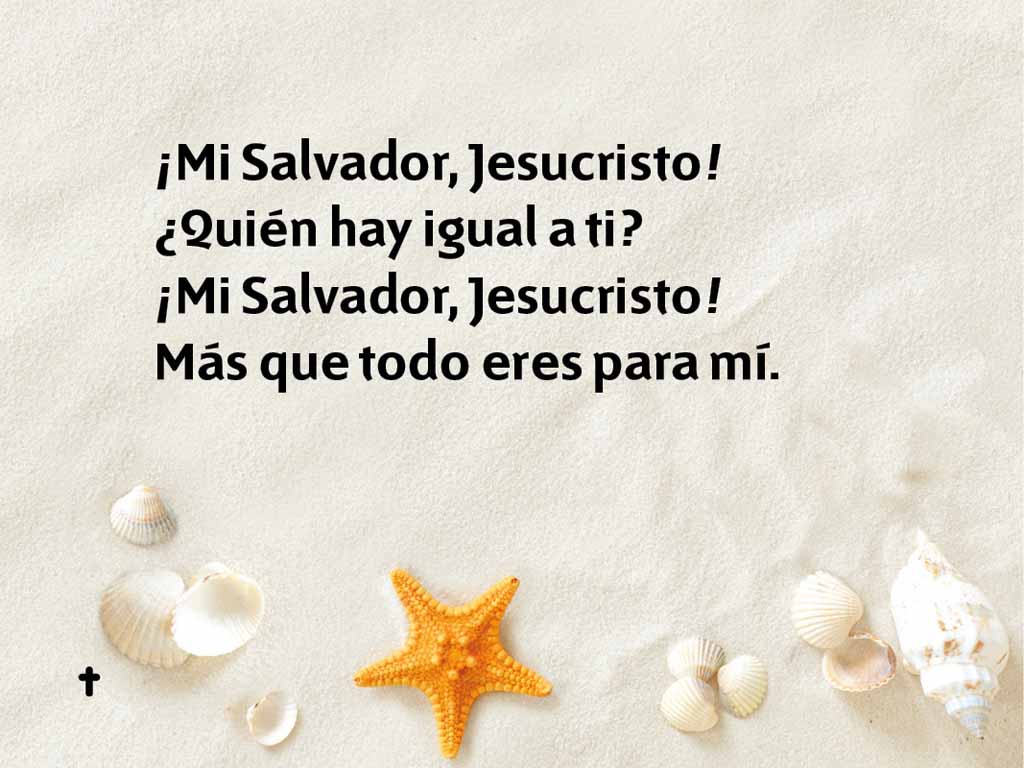 ¡Mi Salvador, Jesucristo!
¿Quién hay igual a ti?
¡Mi Salvador, Jesucristo!
Más que todo eres para mí.